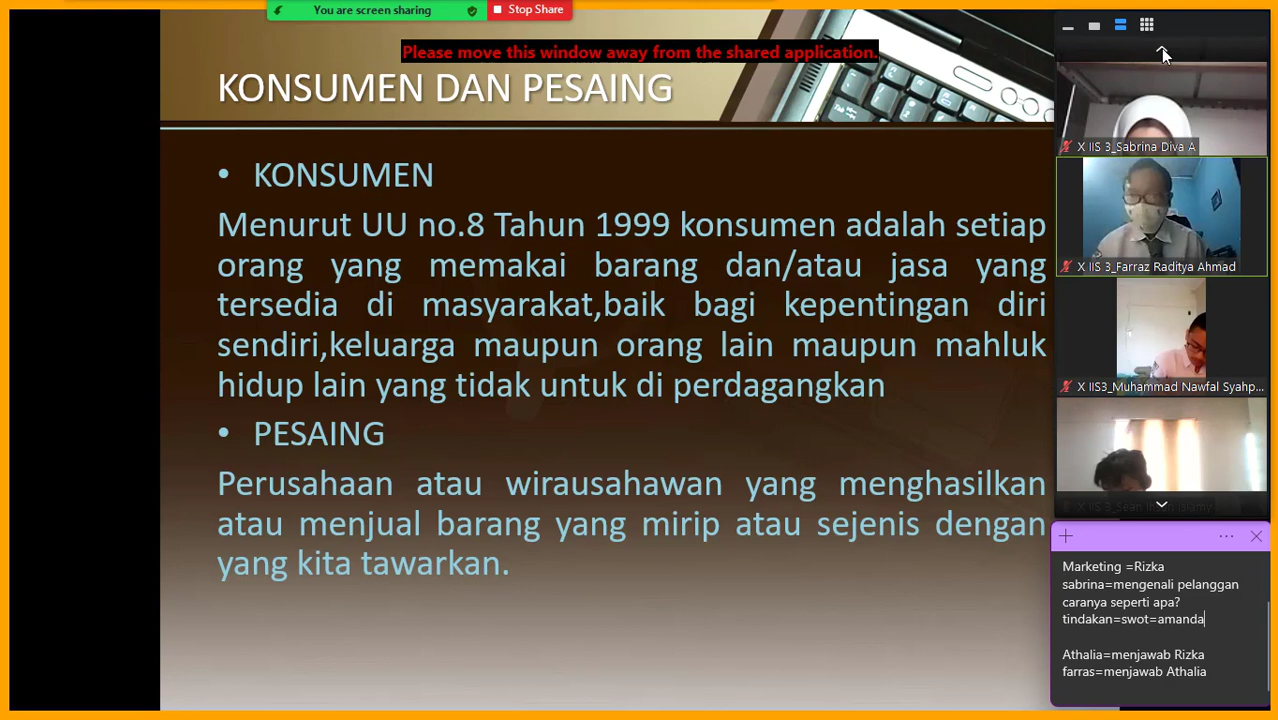 You are screen sharing
Stop Share
Please move this window away from the shared application.
KONSUMEN DAN PESAING
• KONSUMEN
Menurut UU no.8 Tahun 1999 konsumen adalah setiap
orang yang memakai barang dan/atau jasa yang
tersedia di masyarakat,baik bagi kepentingan diri
sendiri,keluarga maupun orang lain maupun mahluk
hidup lain yang tidak untuk di perdagangkan
• PESAING
Perusahaan atau wirausahawan yang menghasilkan
atau menjual barang yang mirip atau sejenis dengan
yang kita tawarkan.
X IIS 3_Sabrina Diva A
X IIS 3_Farraz Raditya Ahmad
X IIS3_Muhammad Nawfal Syahp...
X IIS 3_Sean
Marketing =Rizka
sabrina=mengenali pelanggan
caranya seperti apa?
tindakan=swot=amanda
Athalia=menjawab Rizka
farras=menjawab Athalia